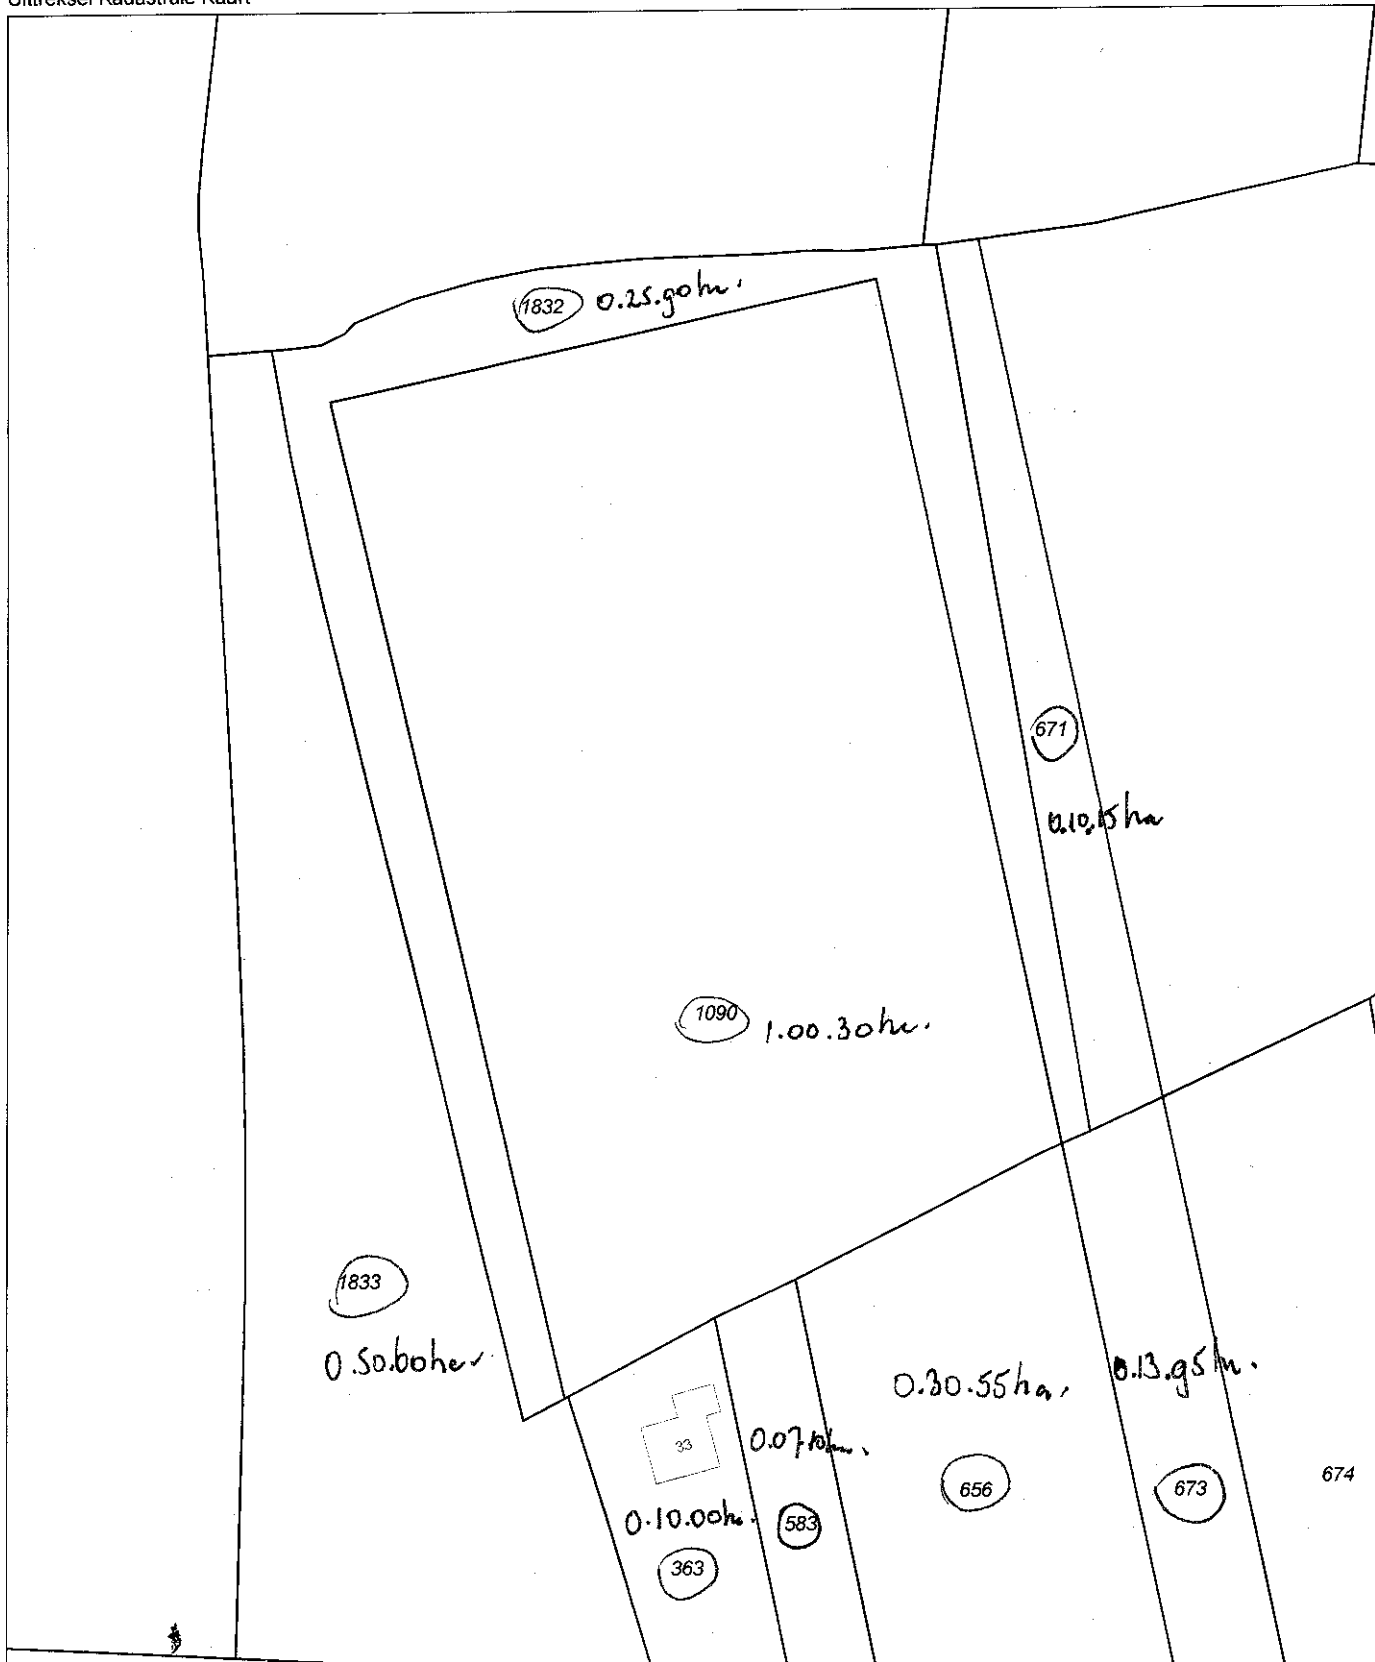 Uittreksel Kadastrale Kaart
1832 0.25.90ha.
671
0.10.15ha
1090 1.00.30ha.
1833
0.50.60ha
0.30.55ha. 0.13.95ha.
33
0.07.10ha.
656 673 674
0.10.00ha. 583
363